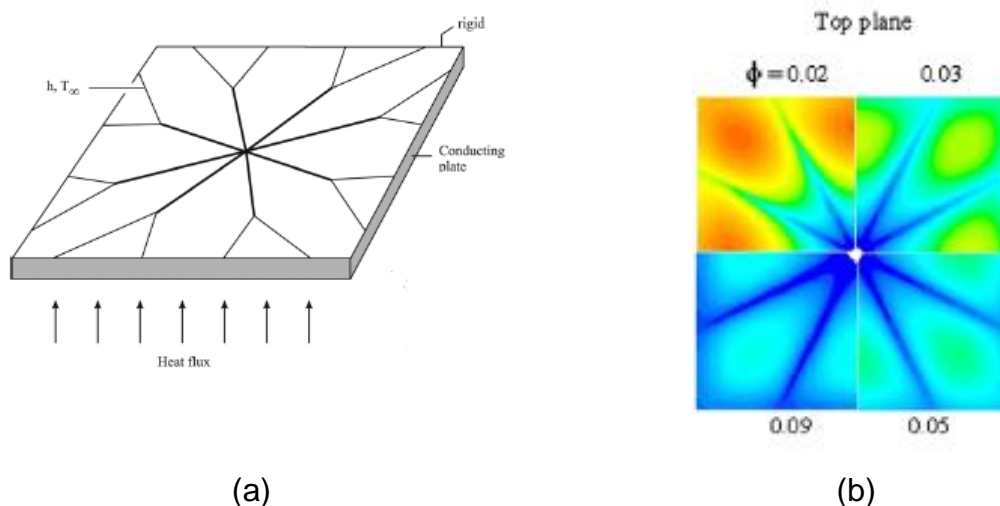 rigid
h, T∞
Conducting
plate
Heat flux
(a)
Top plane
ϕ = 0.02 0.03
0.09 0.05
(b)